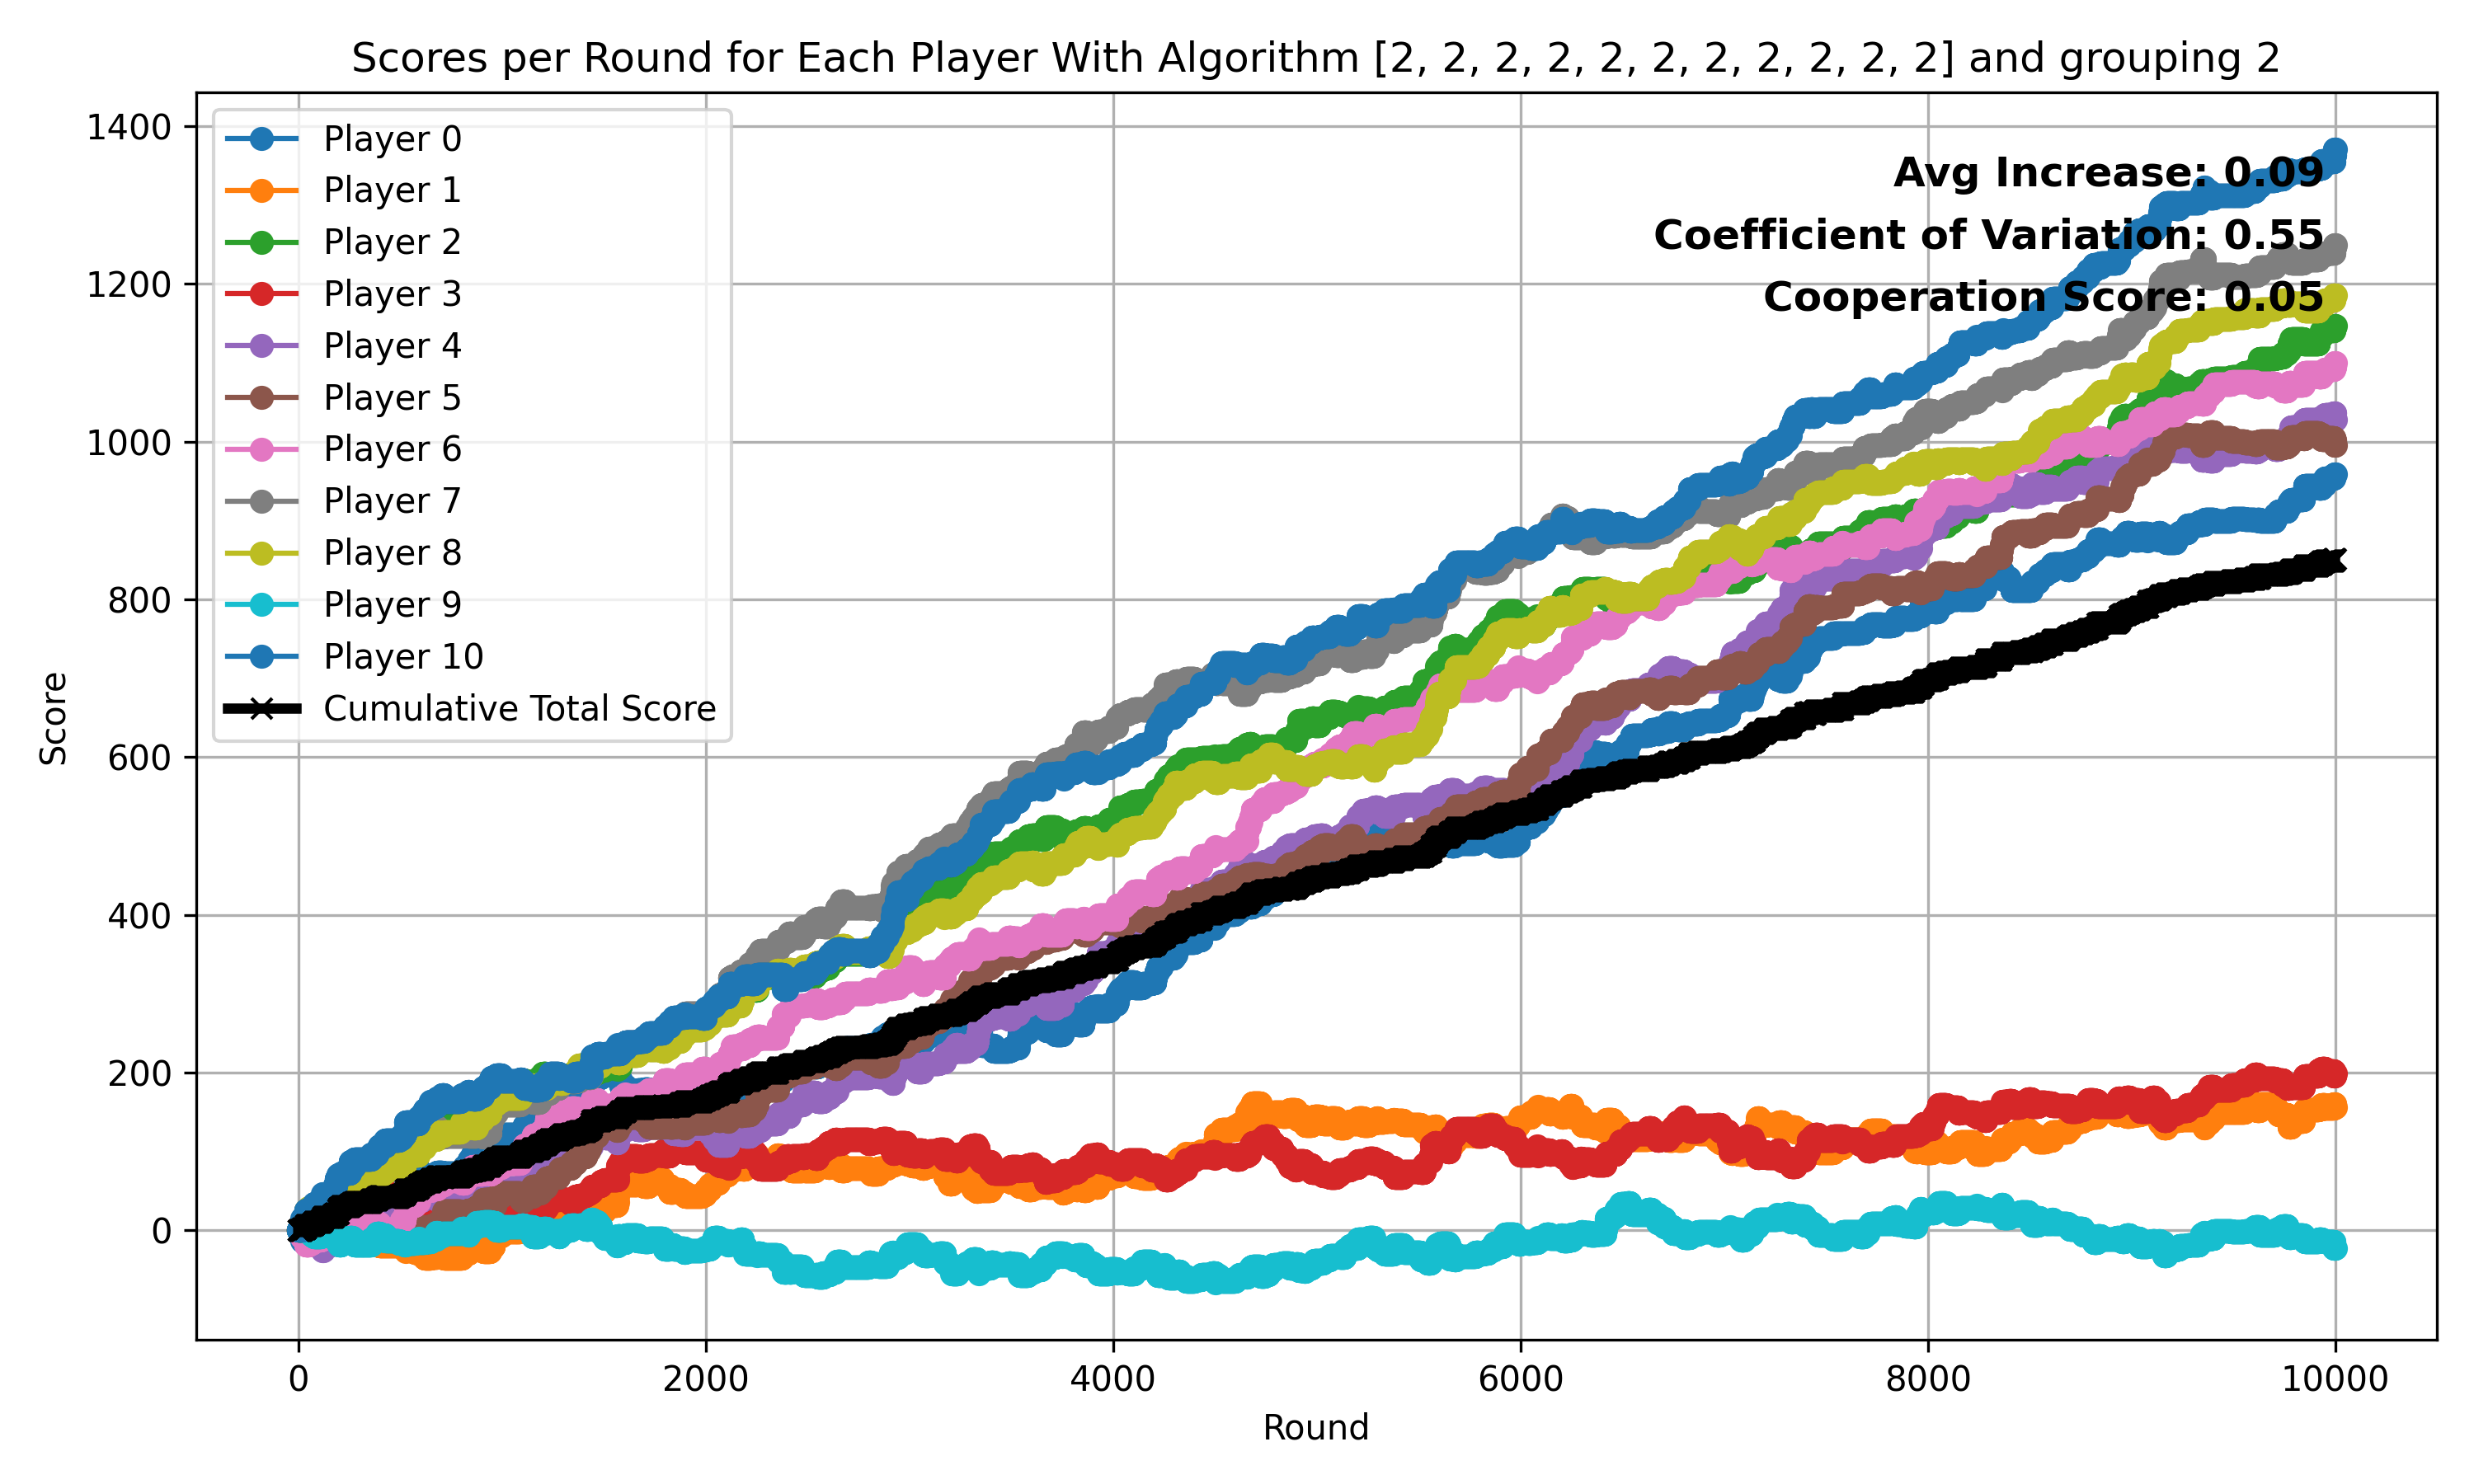 Scores per Round for Each Player With Algorithm [2, 2, 2, 2, 2, 2, 2, 2, 2, 2, 2] and grouping 2
1400
1200
1000
800
600
400
200
0
Score
Player 0
Player 1
Player 2
Player 3
Player 4
Player 5
Player 6
Player 7
Player 8
Player 9
Player 10
Cumulative Total Score
Avg Increase: 0.09
Coefficient of Variation: 0.55
Cooperation Score: 0.05
0 2000 4000 6000 8000 10000
Round